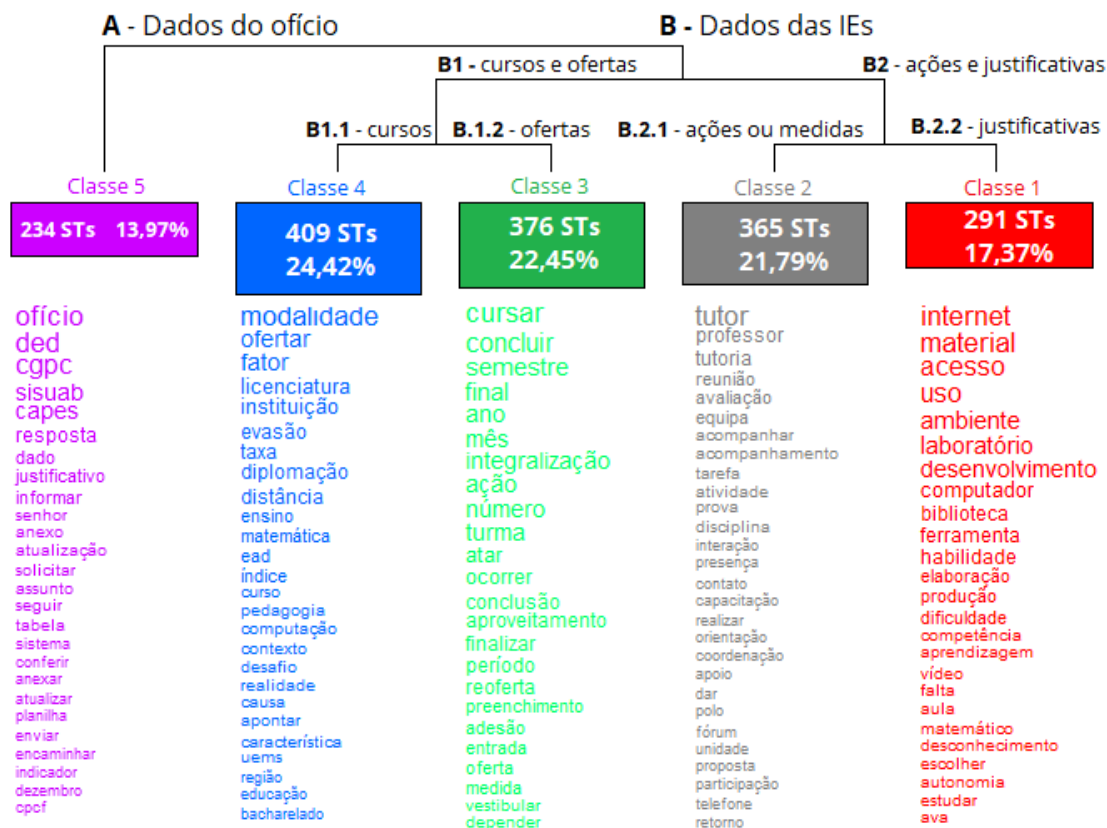 A - Dados do ofício
B - Dados das IEs
B1 - cursos e ofertas
B2 - ações e justificativas
B1.1 - cursos
B.1.2 - ofertas
B.2.1 - ações ou medidas
B.2.2 - justificativas
Classe 5
234 STs 13,97%
ofício
ded
cgpc
sisuab
capes
resposta
dado
justificativo
informar
senhor
anexo
atualização
solicitar
assunto
seguir
tabela
sistema
conferir
anexar
atualizar
planilha
enviar
encaminhar
indicador
dezembro
cpcf
Classe 4
409 STs
24,42%
modalidade
ofertar
fator
licenciatura
instituição
evasão
taxa
diplomação
distância
ensino
matemática
ead
índice
curso
pedagogia
computação
contexto
desafio
realidade
causa
apontar
característica
uems
região
educação
bacharelado
Classe 3
376 STs
22,45%
cursar
concluir
semestre
final
ano
mês
integralização
ação
número
turma
atar
ocorrer
conclusão
aproveitamento
finalizar
período
reoferta
preenchimento
adesão
entrada
oferta
medida
vestibular
depender
Classe 2
365 STs
21,79%
tutor
professor
tutoria
reunião
avaliação
equipa
acompanhar
acompanhamento
tarefa
atividade
prova
disciplina
interação
presença
contato
capacitação
realizar
orientação
coordenação
apoio
dar
polo
fórum
unidade
proposta
participação
telefone
retorno
Classe 1
291 STs
17,37%
internet
material
acesso
uso
ambiente
laboratório
desenvolvimento
computador
biblioteca
ferramenta
habilidade
elaboração
produção
dificuldade
competência
aprendizagem
vídeo
falta
aula
matemático
desconhecimento
escolher
autonomia
estudar
ava